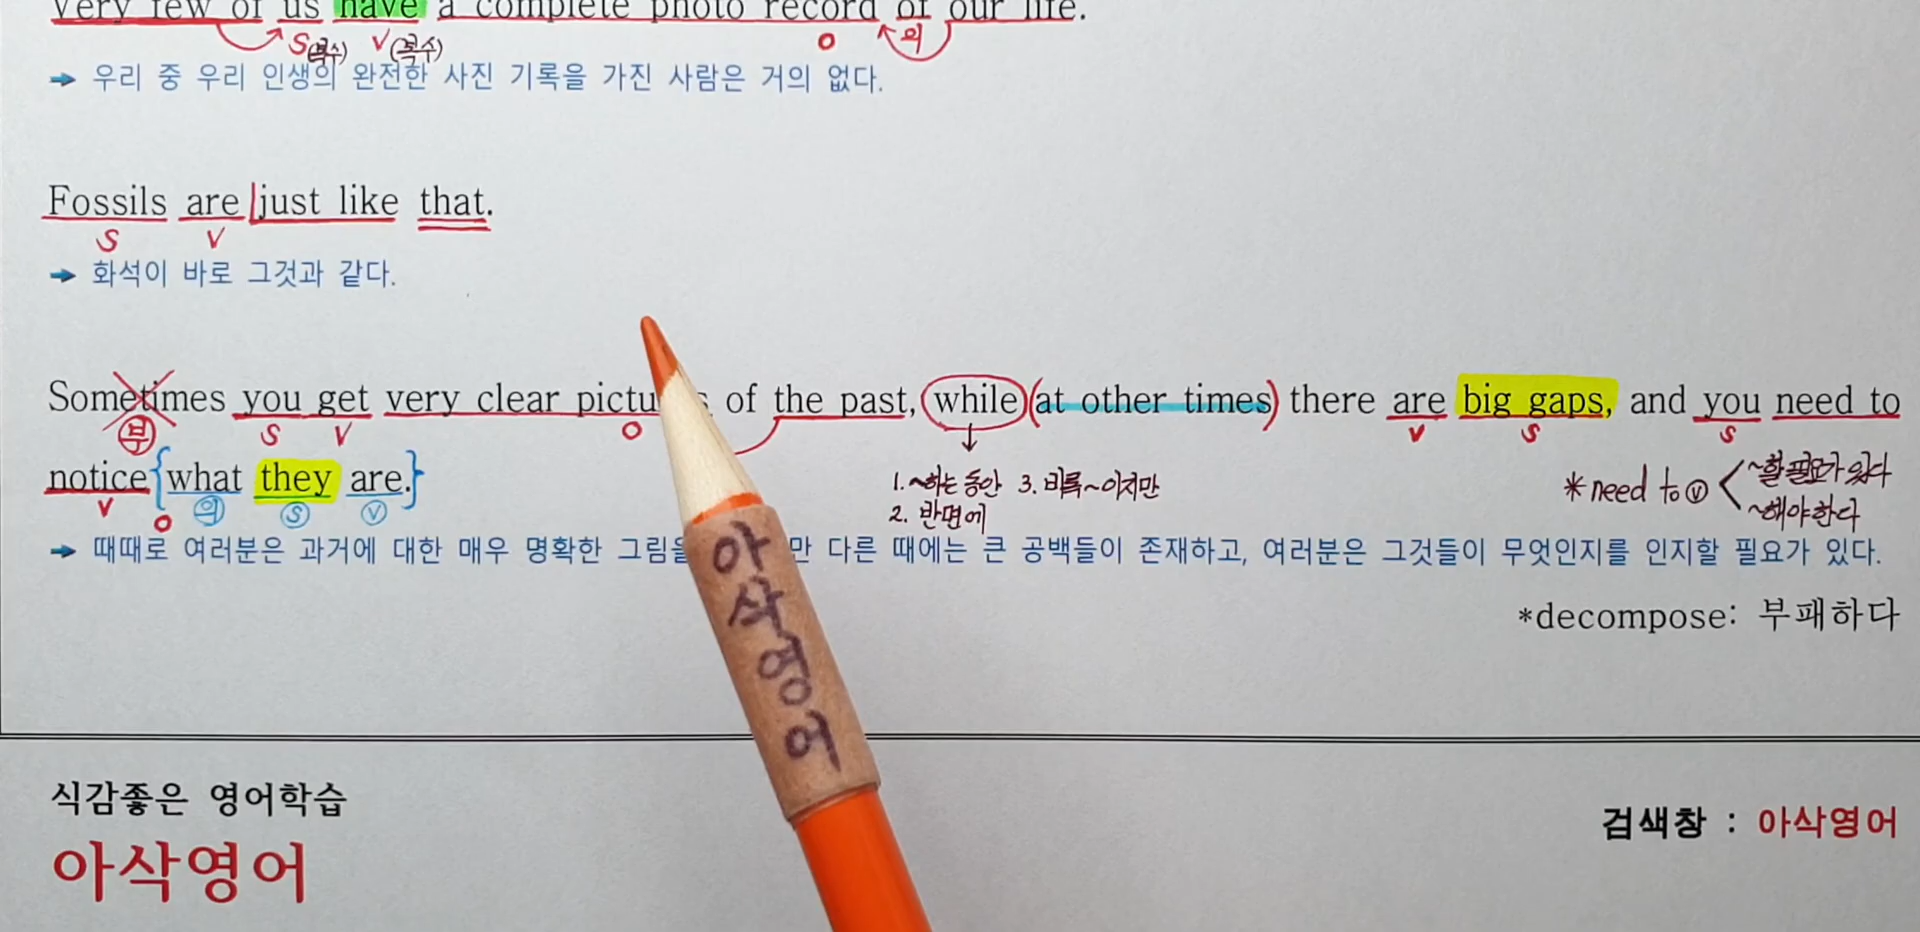 Very few of us have a complete photo record of our life.
S(복수) V(복수) O 의
→ 우리 중 우리 인생의 완전한 사진 기록을 가진 사람은 거의 없다.
Fossils are just like that.
S V
→ 화석이 바로 그것과 같다.
Sometimes you get very clear pictu of the past, while (at other times) there are big gaps, and you need to
부 S V O V S S
notice {what they are.}
V O 의 S V
1. ~하는 동안 3. 비록~이지만
2. 반면에
*need to ⓥ < ~할 필요가 있다
~해야 한다
→ 때때로 여러분은 과거에 대한 매우 명확한 그림을 만 다른 때에는 큰 공백들이 존재하고, 여러분은 그것들이 무엇인지를 인지할 필요가 있다.
*decompose: 부패하다
아삭영어
식감좋은 영어학습
아삭영어
검색창 : 아삭영어